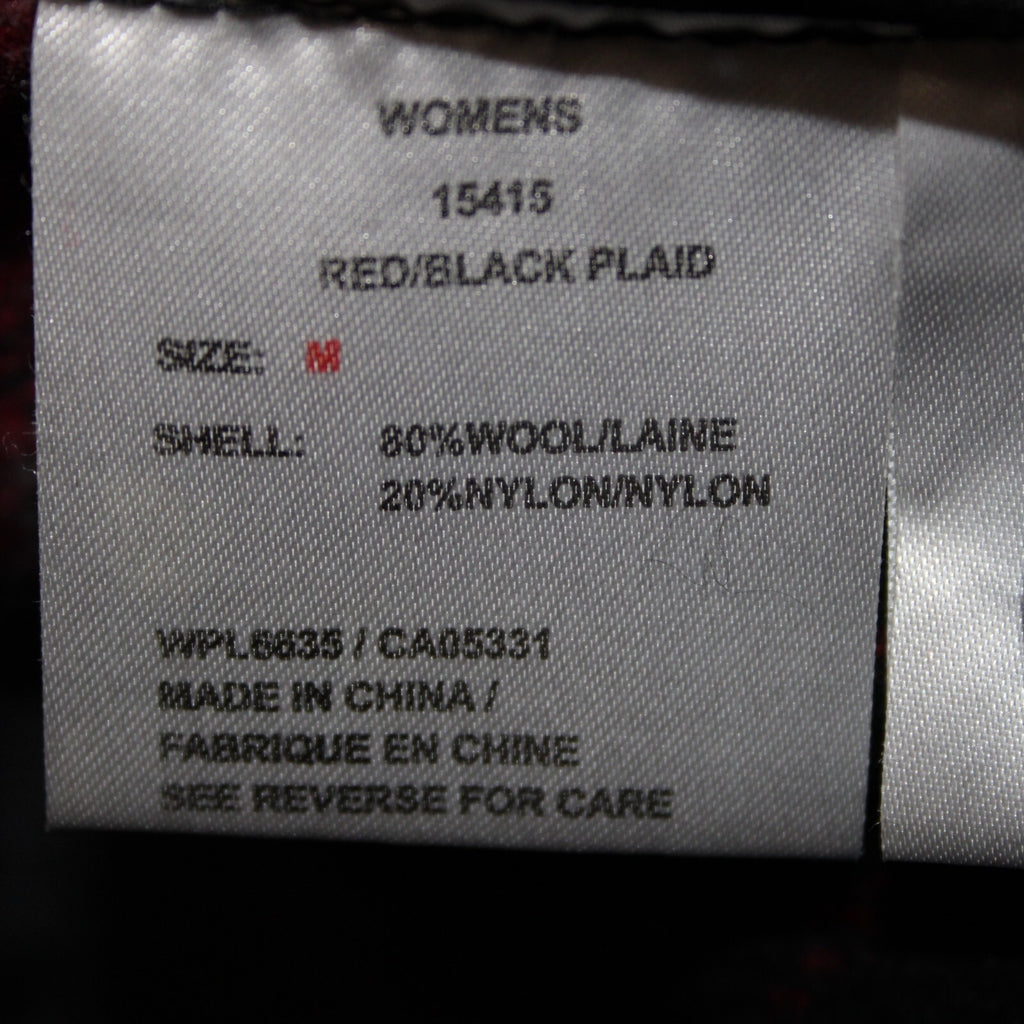 WOMENS
15415
RED/BLACK PLAID
SIZE: M
SHELL: 80%WOOL/LAINE
20%NYLON/NYLON
WPL6635 / CA05331
MADE IN CHINA /
FABRIQUE EN CHINE
SEE REVERSE FOR CARE